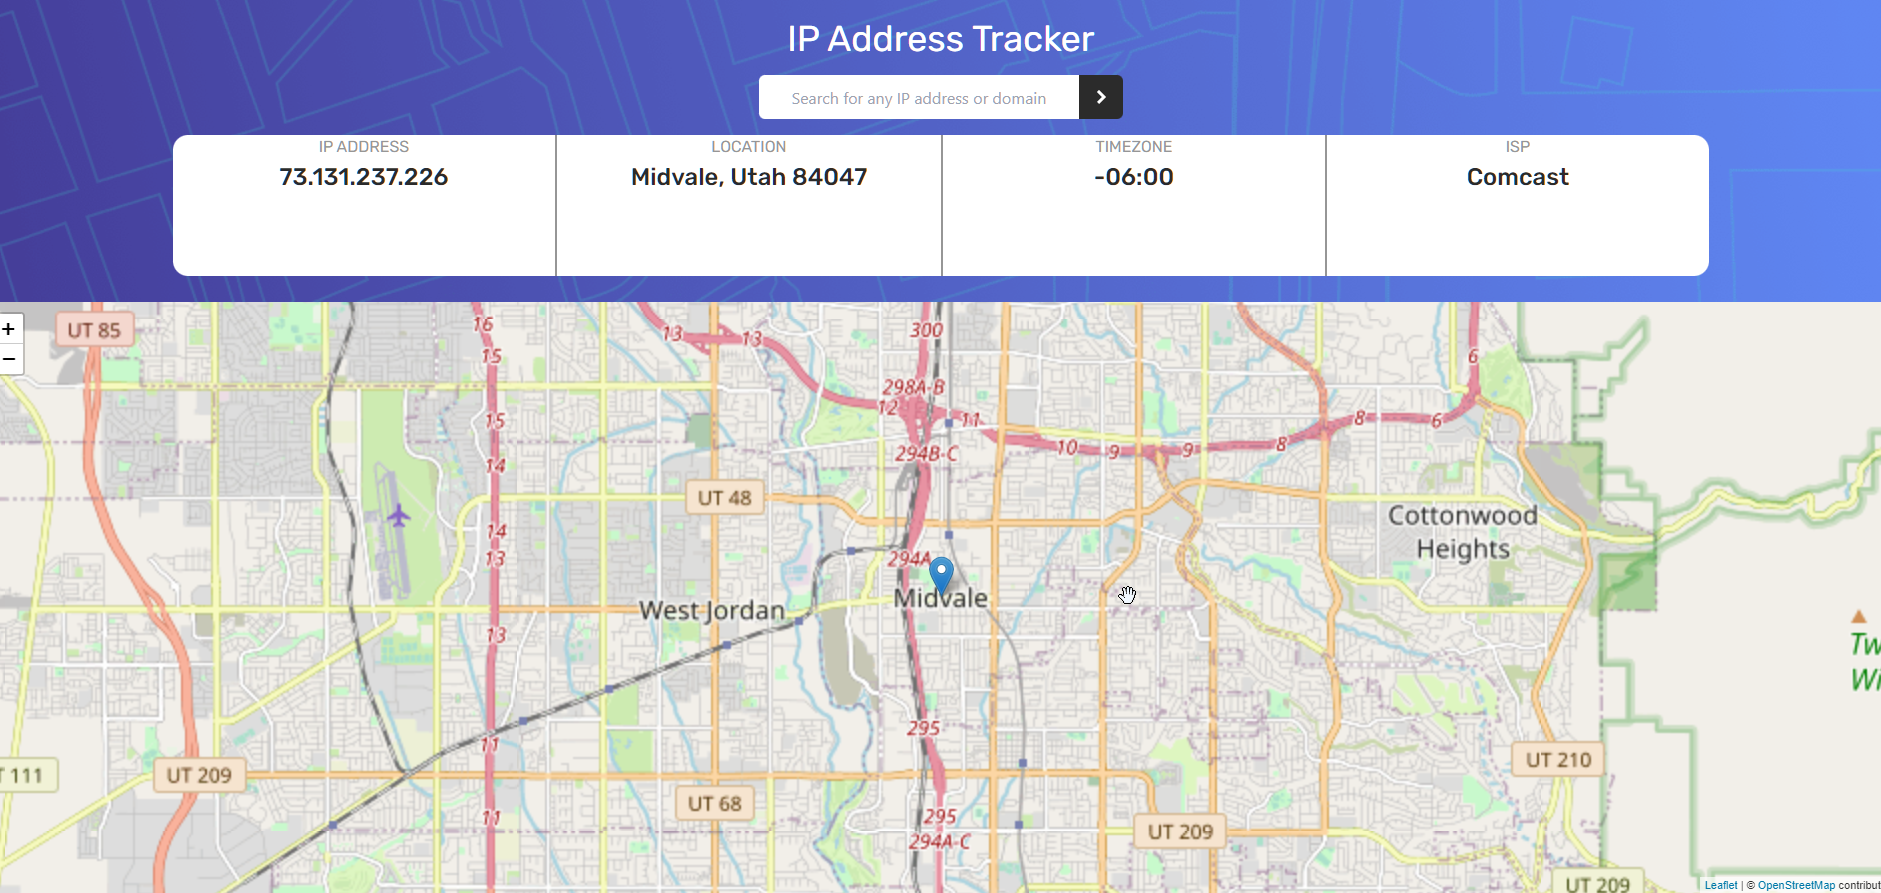 IP Address Tracker
Search for any IP address or domain
IP ADDRESS
73.131.237.226
LOCATION
Midvale, Utah 84047
TIMEZONE
-06:00
ISP
Comcast
+
−
UT 85
16
15
13
13
300
6
298A-B
12
11
15
10
9
9
8
8
6
294B-C
14
UT 48
14
13
294A
Cottonwood
Heights
West Jordan
Midvale
13
Tw
Wi
295
11
T 111
UT 209
UT 210
UT 68
11
295
294A-C
UT 209
UT 209
Leaflet | © OpenStreetMap contribut